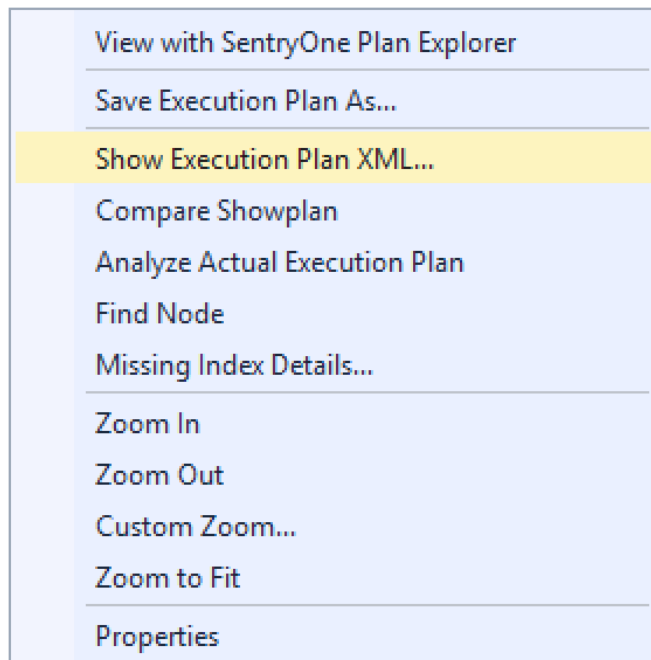 View with SentryOne Plan Explorer
Save Execution Plan As...
Show Execution Plan XML...
Compare Showplan
Analyze Actual Execution Plan
Find Node
Missing Index Details...
Zoom In
Zoom Out
Custom Zoom...
Zoom to Fit
Properties